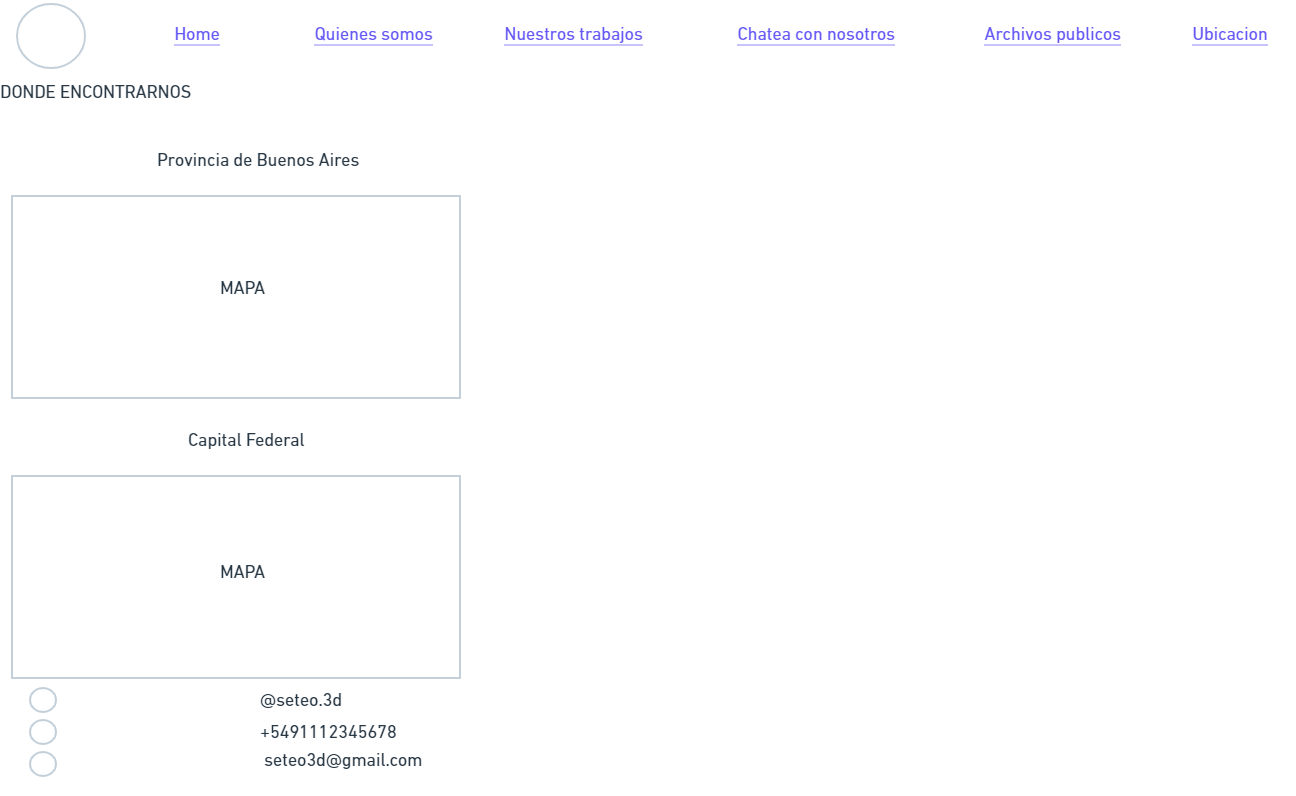 Home Quienes somos Nuestros trabajos Chatea con nosotros Archivos publicos Ubicacion
DONDE ENCONTRARNOS
Provincia de Buenos Aires
MAPA
Capital Federal
MAPA
@seteo.3d
+5491112345678
seteo3d@gmail.com